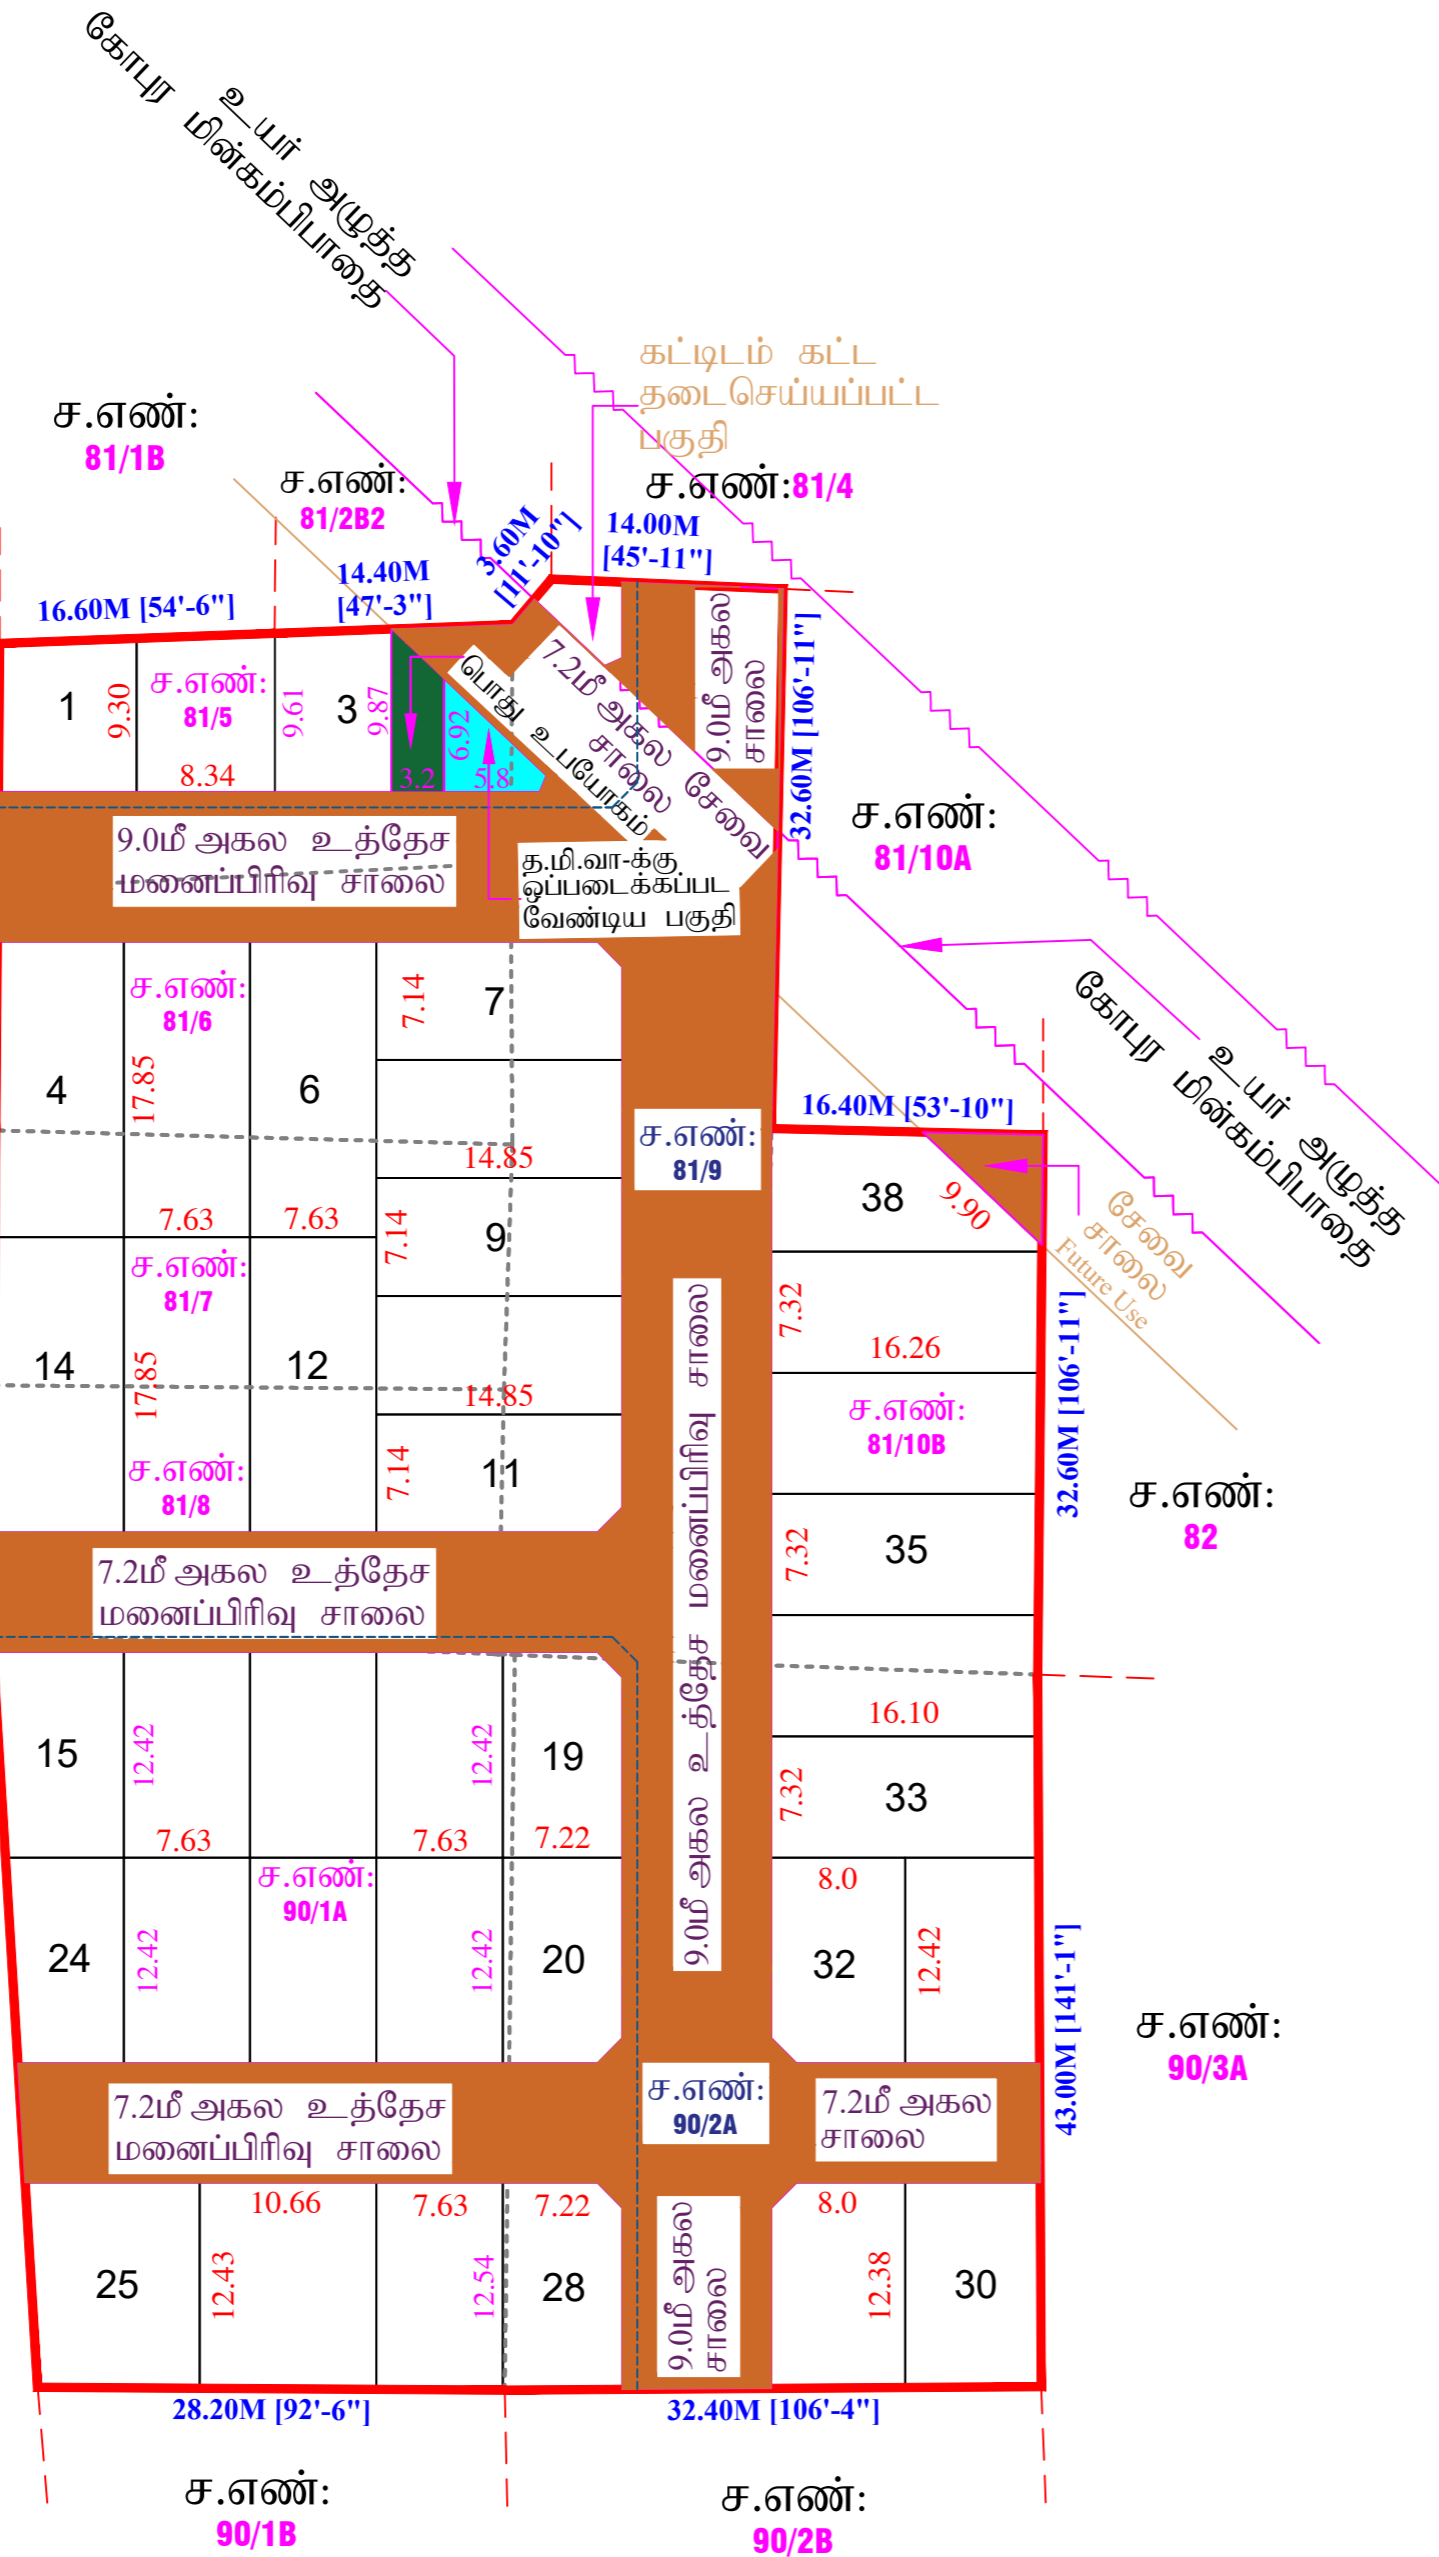 உயர் அழுத்த
கோபுர மின்கம்பிபாதை
கட்டிடம் கட்ட
தடைசெய்யப்பட்ட
பகுதி
ச.எண்:
81/1B
ச.எண்:
81/2B2
ச.எண்:81/4
3.60M
[11'-10"]
14.00M
[45'-11"]
14.40M
[47'-3"]
16.60M [54'-6"]
1
9.30
ச.எண்:
81/5
8.34
9.61
3
9.87
3.2
6.92
5.8
பொது உபயோகம்
7.2மீ அகல சேவை
சாலை
9.0மீ அகல
சாலை
32.60M [106'-11"]
ச.எண்:
81/10A
9.0மீ அகல உத்தேச
மனைப்பிரிவு சாலை
த.மி.வா-க்கு
ஒப்படைக்கப்பட
வேண்டிய பகுதி
உயர் அழுத்த
கோபுர மின்கம்பிபாதை
ச.எண்:
81/6
7.14
7
4
17.85
6
14.85
7.63
7.63
ச.எண்:
81/9
16.40M [53'-10"]
38
9.90
சேவை
சாலை
Future Use
7.14
9
ச.எண்:
81/7
14
17.85
12
14.85
7.32
16.26
32.60M [106'-11"]
ச.எண்:
81/10B
ச.எண்:
81/8
7.14
11
9.0மீ அகல உத்தேச மனைப்பிரிவு சாலை
ச.எண்:
82
7.32
35
7.2மீ அகல உத்தேச
மனைப்பிரிவு சாலை
16.10
15
12.42
12.42
19
7.63
7.63
7.22
7.32
33
ச.எண்:
90/1A
8.0
24
12.42
12.42
20
32
12.42
43.00M [141'-1"]
ச.எண்:
90/3A
7.2மீ அகல உத்தேச
மனைப்பிரிவு சாலை
ச.எண்:
90/2A
7.2மீ அகல
சாலை
10.66
7.63
7.22
8.0
25
12.43
12.54
28
9.0மீ அகல
சாலை
12.38
30
28.20M [92'-6"]
32.40M [106'-4"]
ச.எண்:
90/1B
ச.எண்:
90/2B